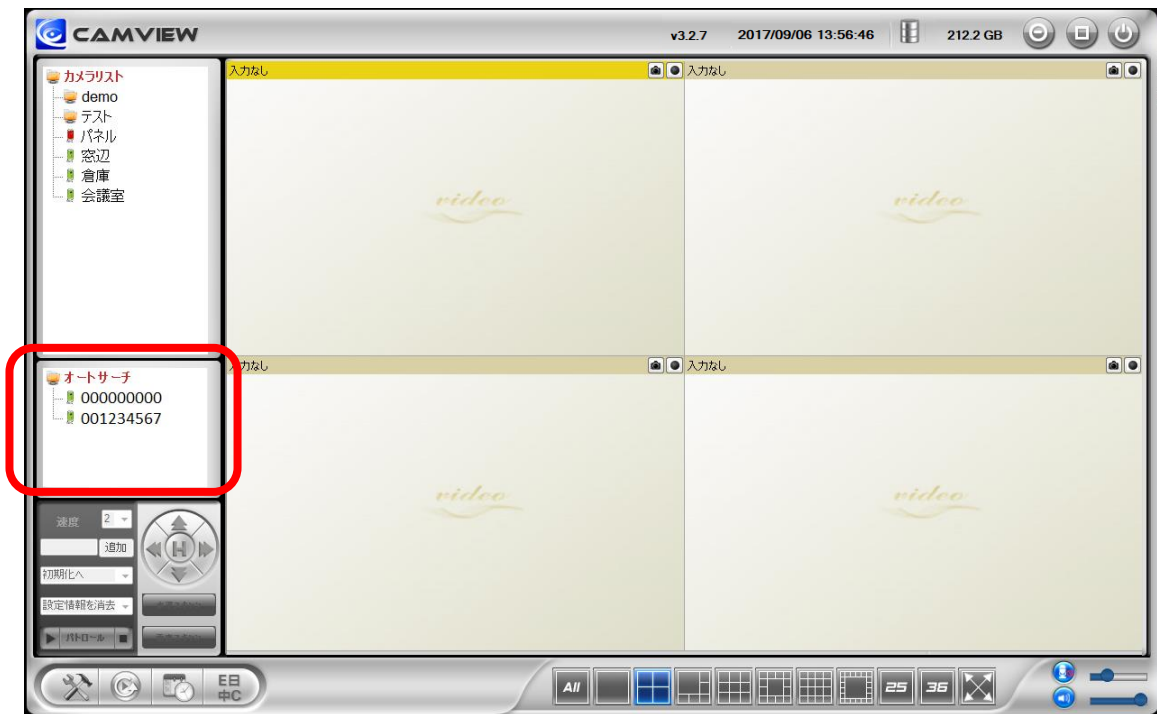 CAMVIEW
v3.2.7 2017/09/06 13:56:46 212.2 GB
カメラリスト
demo
テスト
パネル
窓辺
倉庫
会議室
入力なし
入力なし
video
video
オートサーチ
000000000
001234567
入力なし
入力なし
video
video
速度 2
追加
H
初期化へ
設定情報を消去
パトロール
E日
中C
All
25 36